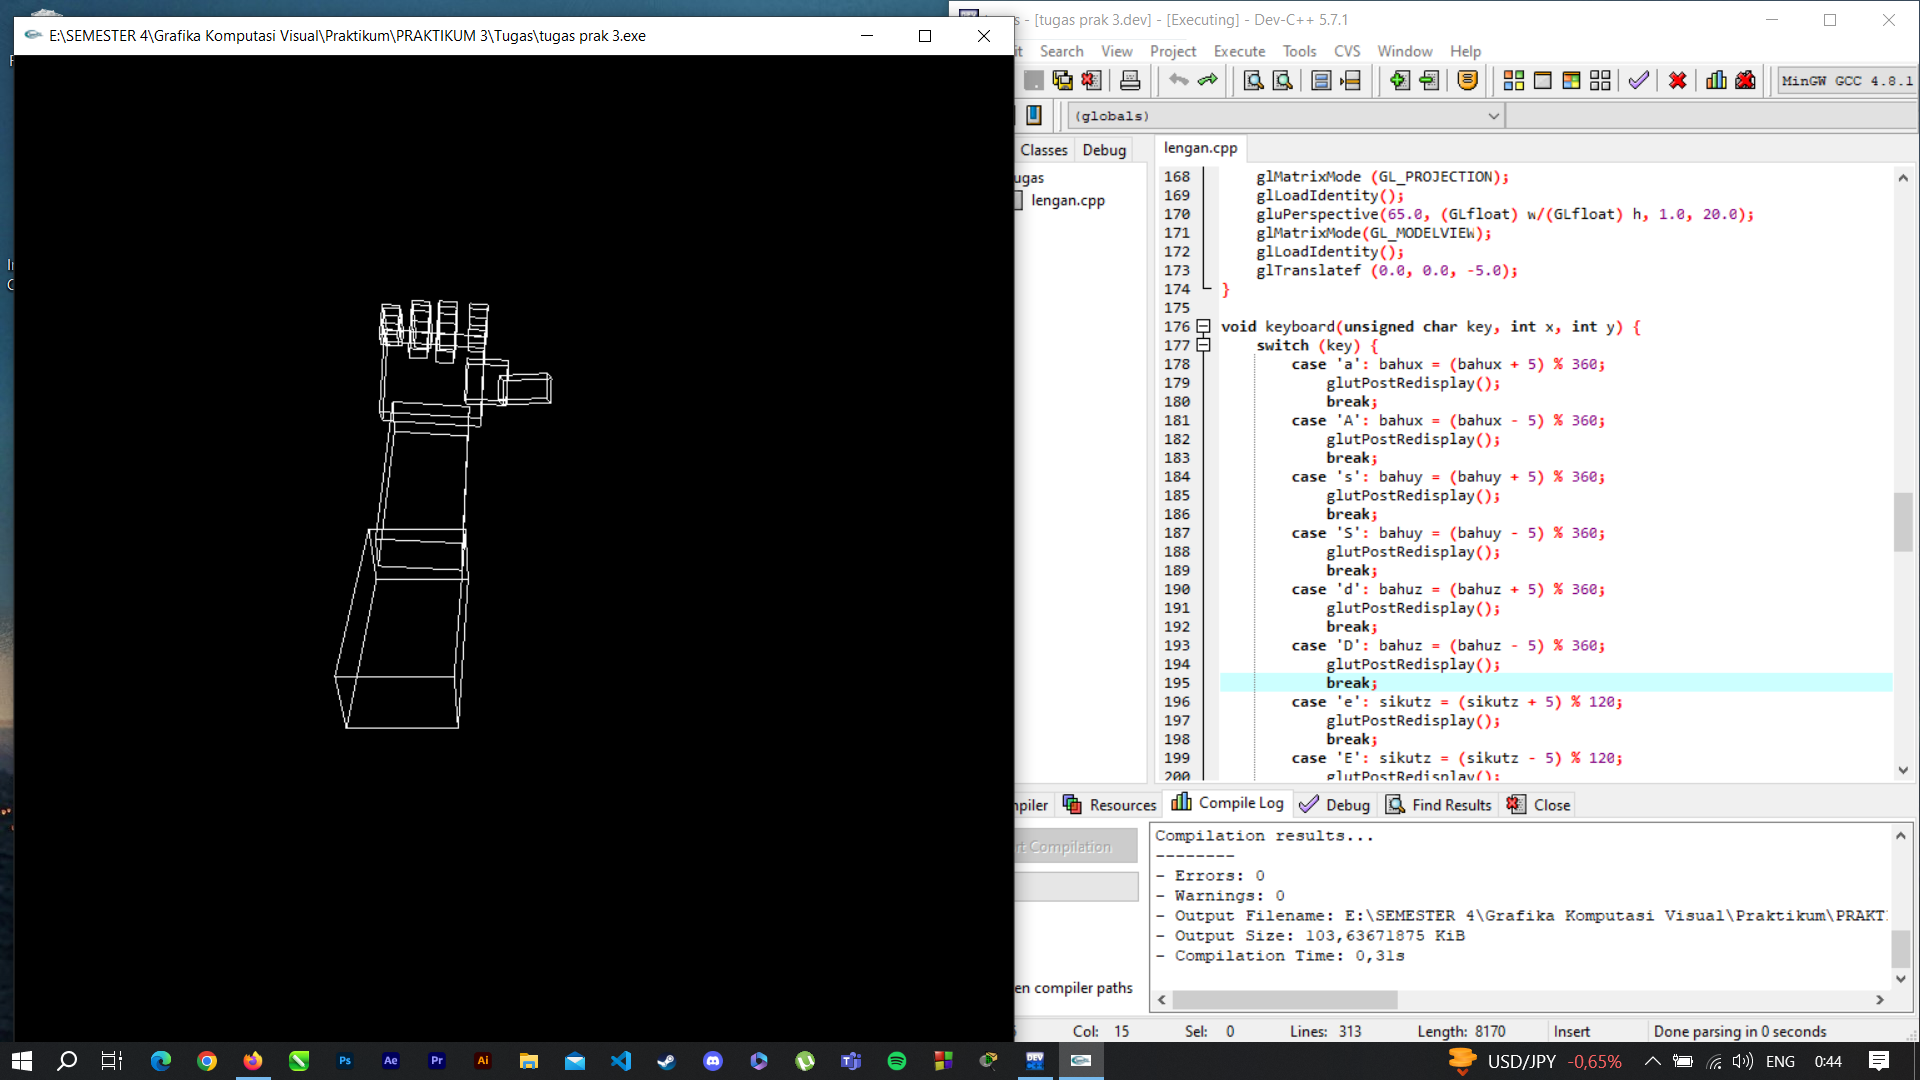 E:\SEMESTER 4\Grafika Komputasi Visual\Praktikum\PRAKTIKUM 3\Tugas\tugas prak 3.exe
- [tugas prak 3.dev] - [Executing] - Dev-C++ 5.7.1
Search View Project Execute Tools CVS Window Help
MinGW GCC 4.8.1
(globals)
Classes Debug
lengan.cpp
lengan.cpp
168 glMatrixMode (GL_PROJECTION);
169 glLoadIdentity();
170 gluPerspective(65.0, (GLfloat) w/(GLfloat) h, 1.0, 20.0);
171 glMatrixMode(GL_MODELVIEW);
172 glLoadIdentity();
173 glTranslatef (0.0, 0.0, -5.0);
174 }
175
176 void keyboard(unsigned char key, int x, int y) {
177 switch (key) {
178 case 'a': bahux = (bahux + 5) % 360;
179 glutPostRedisplay();
180 break;
181 case 'A': bahux = (bahux - 5) % 360;
182 glutPostRedisplay();
183 break;
184 case 's': bahuy = (bahuy + 5) % 360;
185 glutPostRedisplay();
186 break;
187 case 'S': bahuy = (bahuy - 5) % 360;
188 glutPostRedisplay();
189 break;
190 case 'd': bahuz = (bahuz + 5) % 360;
191 glutPostRedisplay();
192 break;
193 case 'D': bahuz = (bahuz - 5) % 360;
194 glutPostRedisplay();
195 break;
196 case 'e': sikutz = (sikutz + 5) % 120;
197 glutPostRedisplay();
198 break;
199 case 'E': sikutz = (sikutz - 5) % 120;
200 glutPostRedisplay();
Resources Compile Log Debug Find Results Close
Compilation
Compilation results...
--------
- Errors: 0
- Warnings: 0
- Output Filename: E:\SEMESTER 4\Grafika Komputasi Visual\Praktikum\PRAKT
- Output Size: 103,63671875 KiB
- Compilation Time: 0,31s
en compiler paths
Col: 15 Sel: 0 Lines: 313 Length: 8170 Insert Done parsing in 0 seconds
Ps Ae Pr Ai DEV USD/JPY -0,65% ENG 0:44